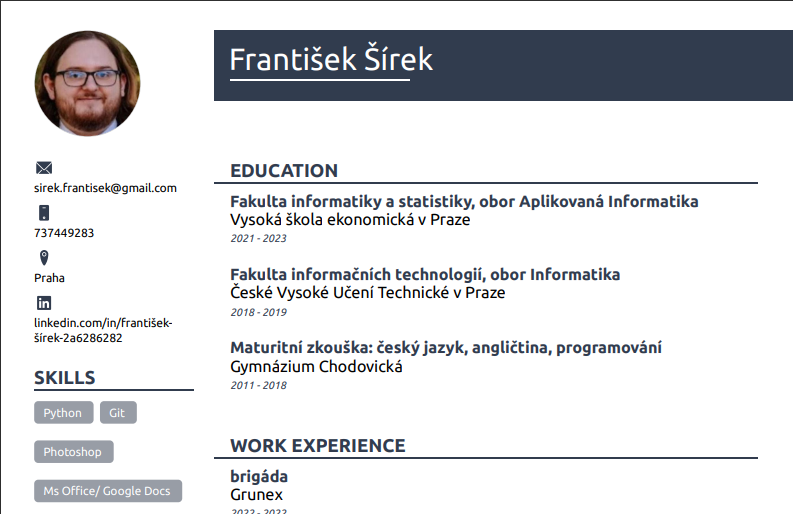 František Šírek
sirek.frantisek@gmail.com
737449283
Praha
linkedin.com/in/frantisek-
šírek-2a6286282
SKILLS
Python Git
Photoshop
Ms Office/ Google Docs
EDUCATION
Fakulta informatiky a statistiky, obor Aplikovaná Informatika
Vysoká škola ekonomická v Praze
2021 - 2023
Fakulta informačních technologií, obor Informatika
České Vysoké Učení Technické v Praze
2018 - 2019
Maturitní zkouška: český jazyk, angličtina, programování
Gymnázium Chodovická
2011 - 2018
WORK EXPERIENCE
brigáda
Grunex